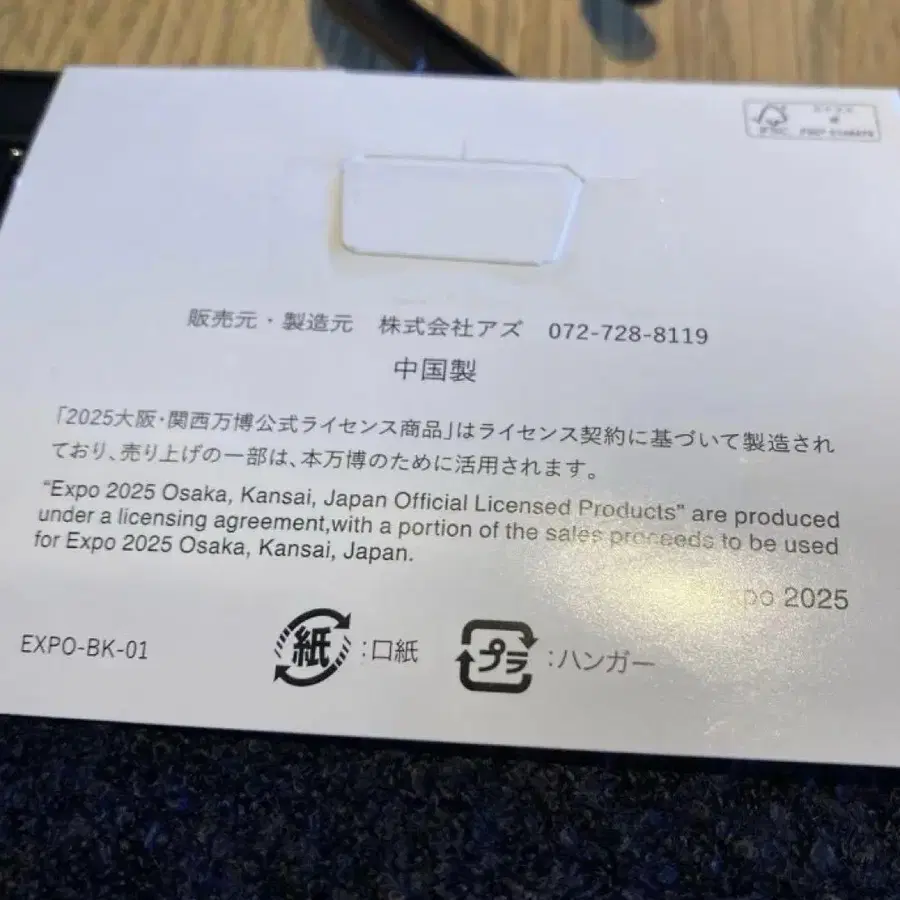 FSC
販売元・製造元 株式会社アズ 072-728-8119
中国製
「2025大阪・関西万博公式ライセンス商品」はライセンス契約に基づいて製造され
ており、売り上げの一部は、本万博のために活用されます。
“Expo 2025 Osaka, Kansai, Japan Official Licensed Products” are produced
under a licensing agreement,with a portion of the sales proceeds to be used
for Expo 2025 Osaka, Kansai, Japan.
Expo 2025
EXPO-BK-01 紙 :口紙 プラ :ハンガー